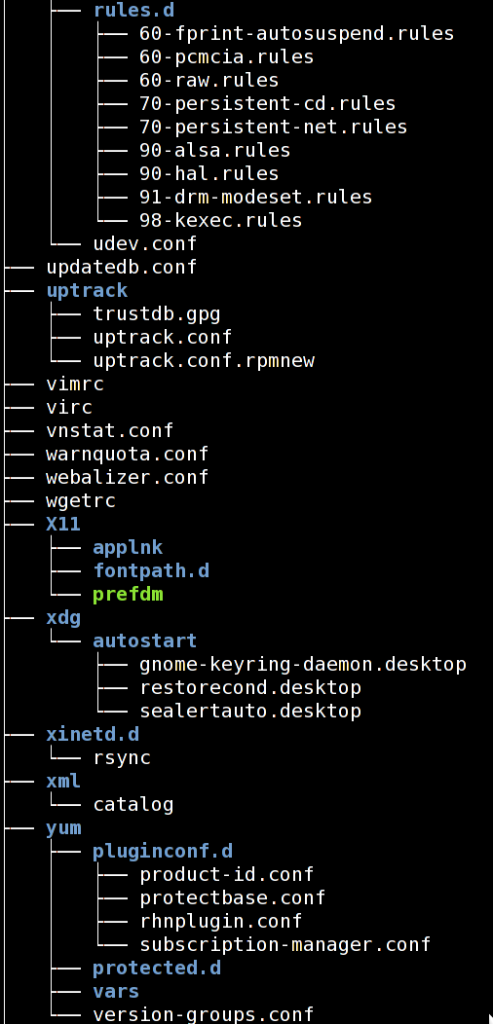 rules.d
60-fprint-autosuspend.rules
60-pcmcia.rules
60-raw.rules
70-persistent-cd.rules
70-persistent-net.rules
90-alsa.rules
90-hal.rules
91-drm-modeset.rules
98-kexec.rules
udev.conf
updatedb.conf
uptrack
trustdb.gpg
uptrack.conf
uptrack.conf.rpmnew
vimrc
virc
vnstat.conf
warnquota.conf
webalizer.conf
wgetrc
X11
applnk
fontpath.d
prefdm
xdg
autostart
gnome-keyring-daemon.desktop
restorecond.desktop
sealertauto.desktop
xinetd.d
rsync
xml
catalog
yum
pluginconf.d
product-id.conf
protectbase.conf
rhnplugin.conf
subscription-manager.conf
protected.d
vars
version-groups.conf